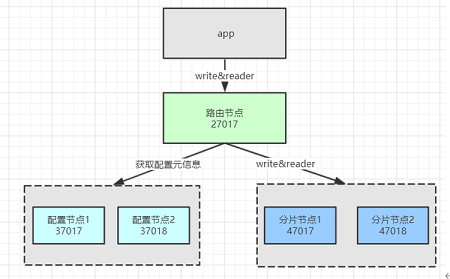 app
write&reader
路由节点
27017
获取配置元信息
write&reader
配置节点1
37017
配置节点2
37018
分片节点1
47017
分片节点2
47018